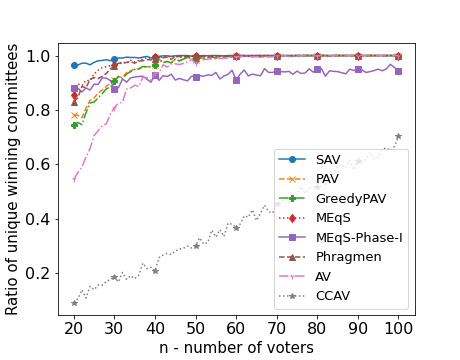 Ratio of unique winning committees
1.0
0.8
0.6
0.4
0.2
SAV
PAV
GreedyPAV
MEqS
MEqS-Phase-I
Phragmen
AV
CCAV
20 30 40 50 60 70 80 90 100
n - number of voters